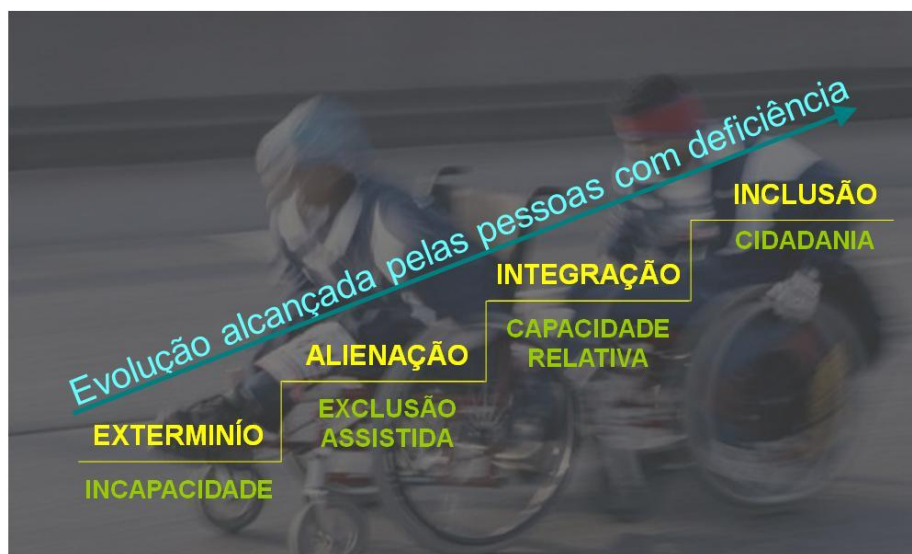 Evolução alcançada pelas pessoas com deficiência
INCLUSÃO
CIDADANIA
INTEGRAÇÃO
CAPACIDADE
RELATIVA
ALIENAÇÃO
EXCLUSÃO
ASSISTIDA
EXTERMINÍO
INCAPACIDADE